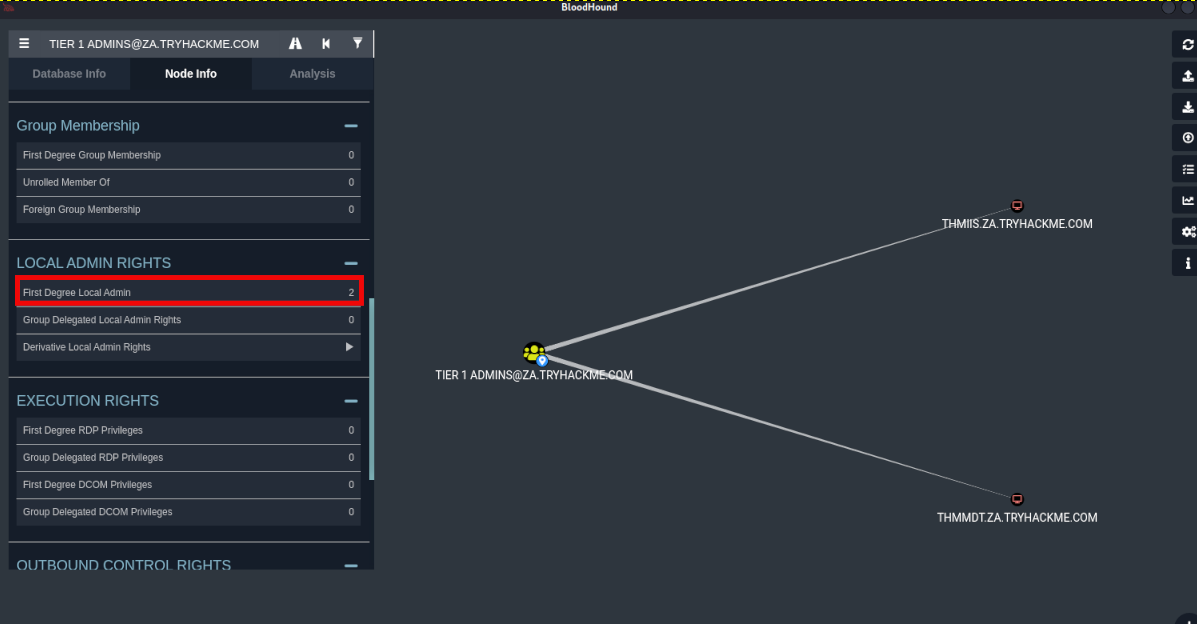 BloodHound
TIER 1 ADMINS@ZA.TRYHACKME.COM
Database Info Node Info Analysis
Group Membership
First Degree Group Membership 0
Unrolled Member Of 0
Foreign Group Membership 0
LOCAL ADMIN RIGHTS
First Degree Local Admin 2
Group Delegated Local Admin Rights 0
Derivative Local Admin Rights
EXECUTION RIGHTS
First Degree RDP Privileges 0
Group Delegated RDP Privileges 0
First Degree DCOM Privileges 0
Group Delegated DCOM Privileges 0
OUTBOUND CONTROL RIGHTS
THMIIS.ZA.TRYHACKME.COM
TIER 1 ADMINS@ZA.TRYHACKME.COM
THMMDT.ZA.TRYHACKME.COM